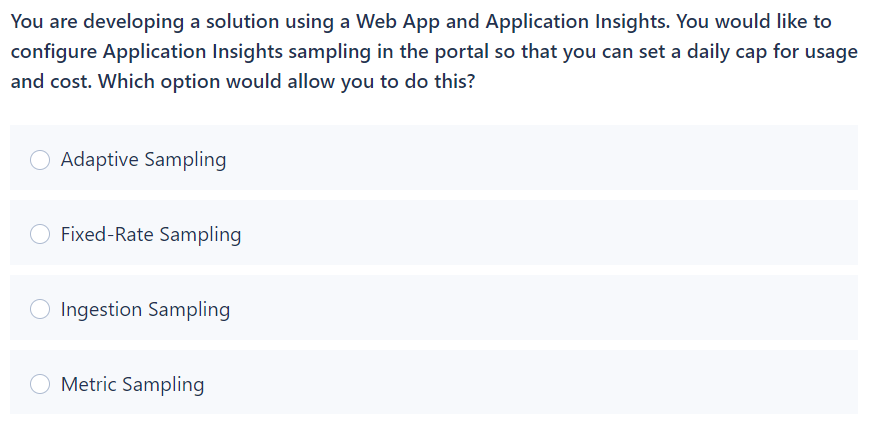 You are developing a solution using a Web App and Application Insights. You would like to
configure Application Insights sampling in the portal so that you can set a daily cap for usage
and cost. Which option would allow you to do this?
Adaptive Sampling
Fixed-Rate Sampling
Ingestion Sampling
Metric Sampling